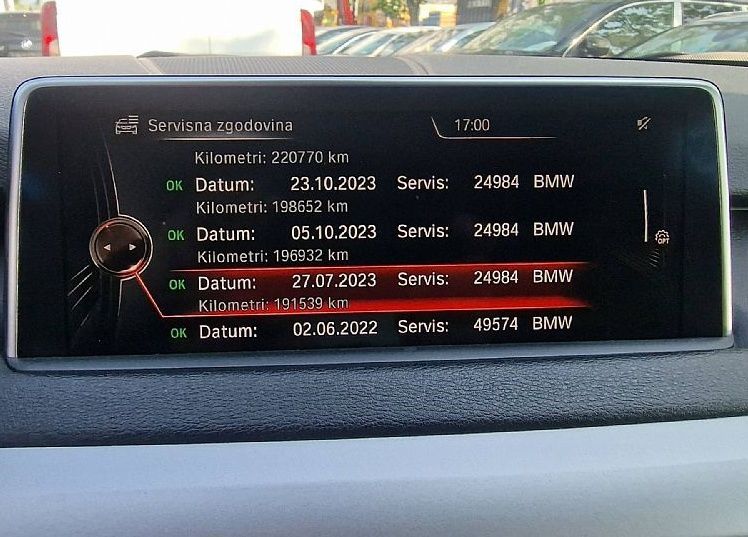 Servisna zgodovina 17:00
Kilometri: 220770 km
OK Datum: 23.10.2023 Servis: 24984 BMW
Kilometri: 198652 km
OK Datum: 05.10.2023 Servis: 24984 BMW
Kilometri: 196932 km
OK Datum: 27.07.2023 Servis: 24984 BMW
Kilometri: 191539 km
OK Datum: 02.06.2022 Servis: 49574 BMW
OPT